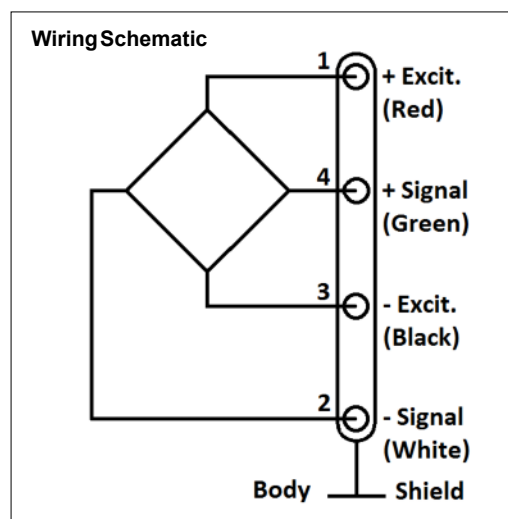 Wiring Schematic
1
+ Excit.
(Red)
4
+ Signal
(Green)
3
- Excit.
(Black)
2
- Signal
(White)
Body Shield